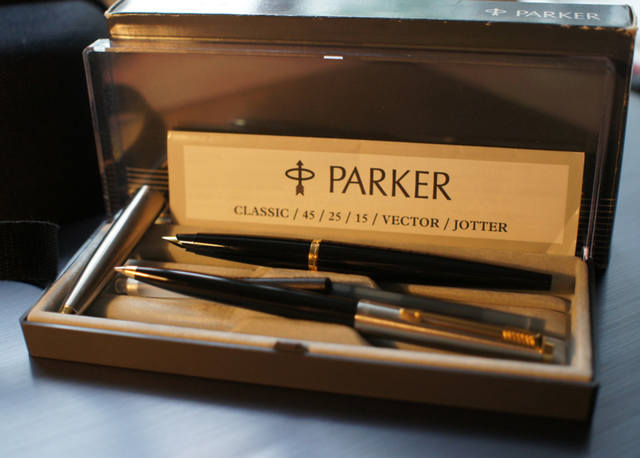 PARKER
PARKER
CLASSIC / 45 / 25 / 15 / VECTOR / JOTTER